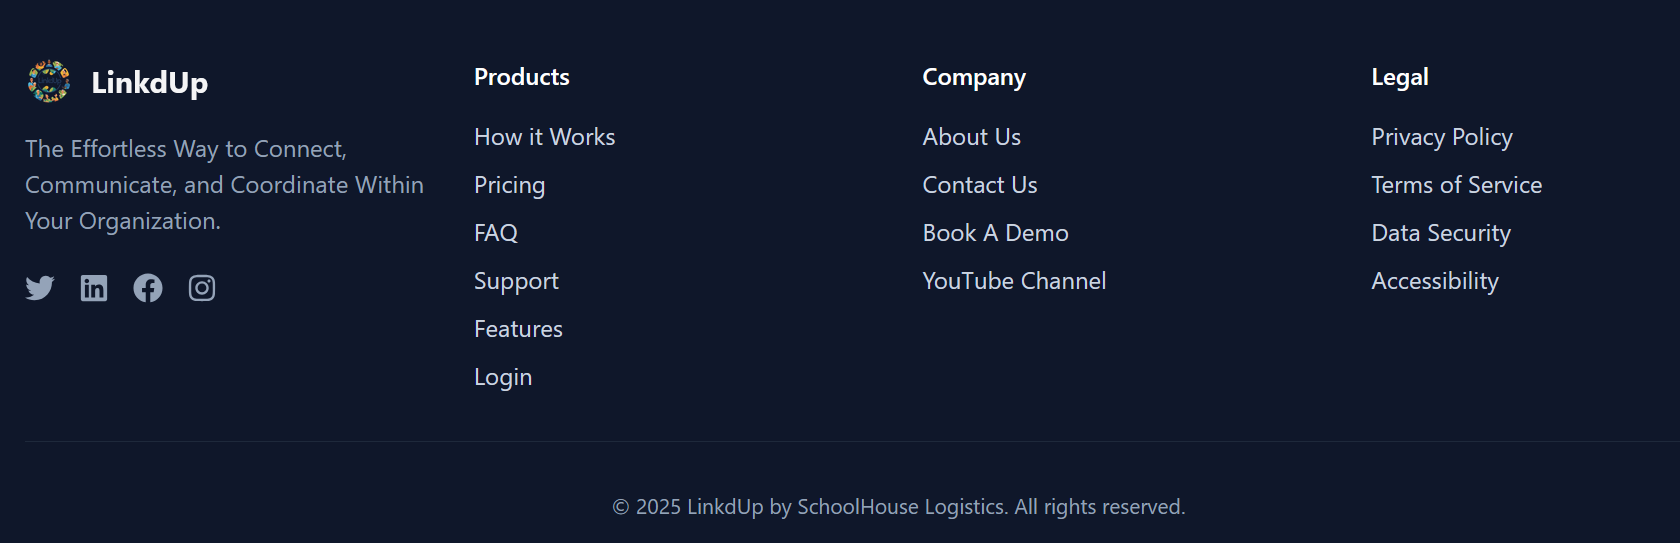 LinkdUp
The Effortless Way to Connect,
Communicate, and Coordinate Within
Your Organization.
Products
How it Works
Pricing
FAQ
Support
Features
Login
Company
About Us
Contact Us
Book A Demo
YouTube Channel
Legal
Privacy Policy
Terms of Service
Data Security
Accessibility
© 2025 LinkdUp by SchoolHouse Logistics. All rights reserved.